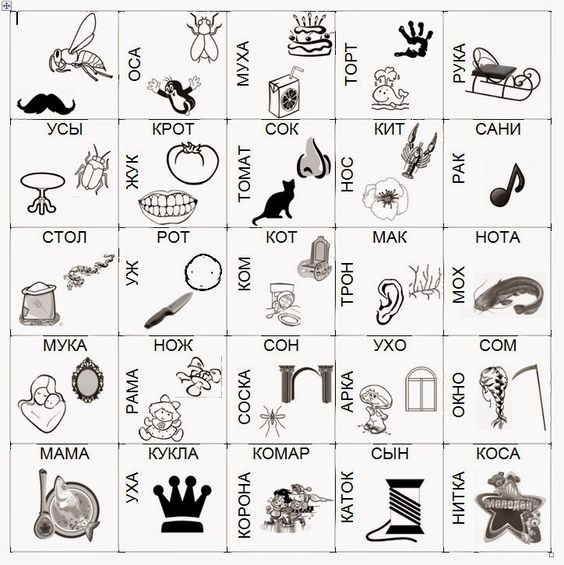 ОСА
МУХА
ТОРТ
РУКА
УСЫ
КРОТ
СОК
КИТ
САНИ
ЖУК
ТОМАТ
НОС
РАК
СТОЛ
РОТ
КОТ
МАК
НОТА
УЖ
КОМ
ТРОН
МОХ
МУКА
НОЖ
СОН
УХО
СОМ
РАМА
СОСКА
АРКА
ОКНО
МАМА
КУКЛА
КОМАР
СЫН
КОСА
УХА
КОРОНА
КАТОК
НИТКА
МОЛОДЕЦ